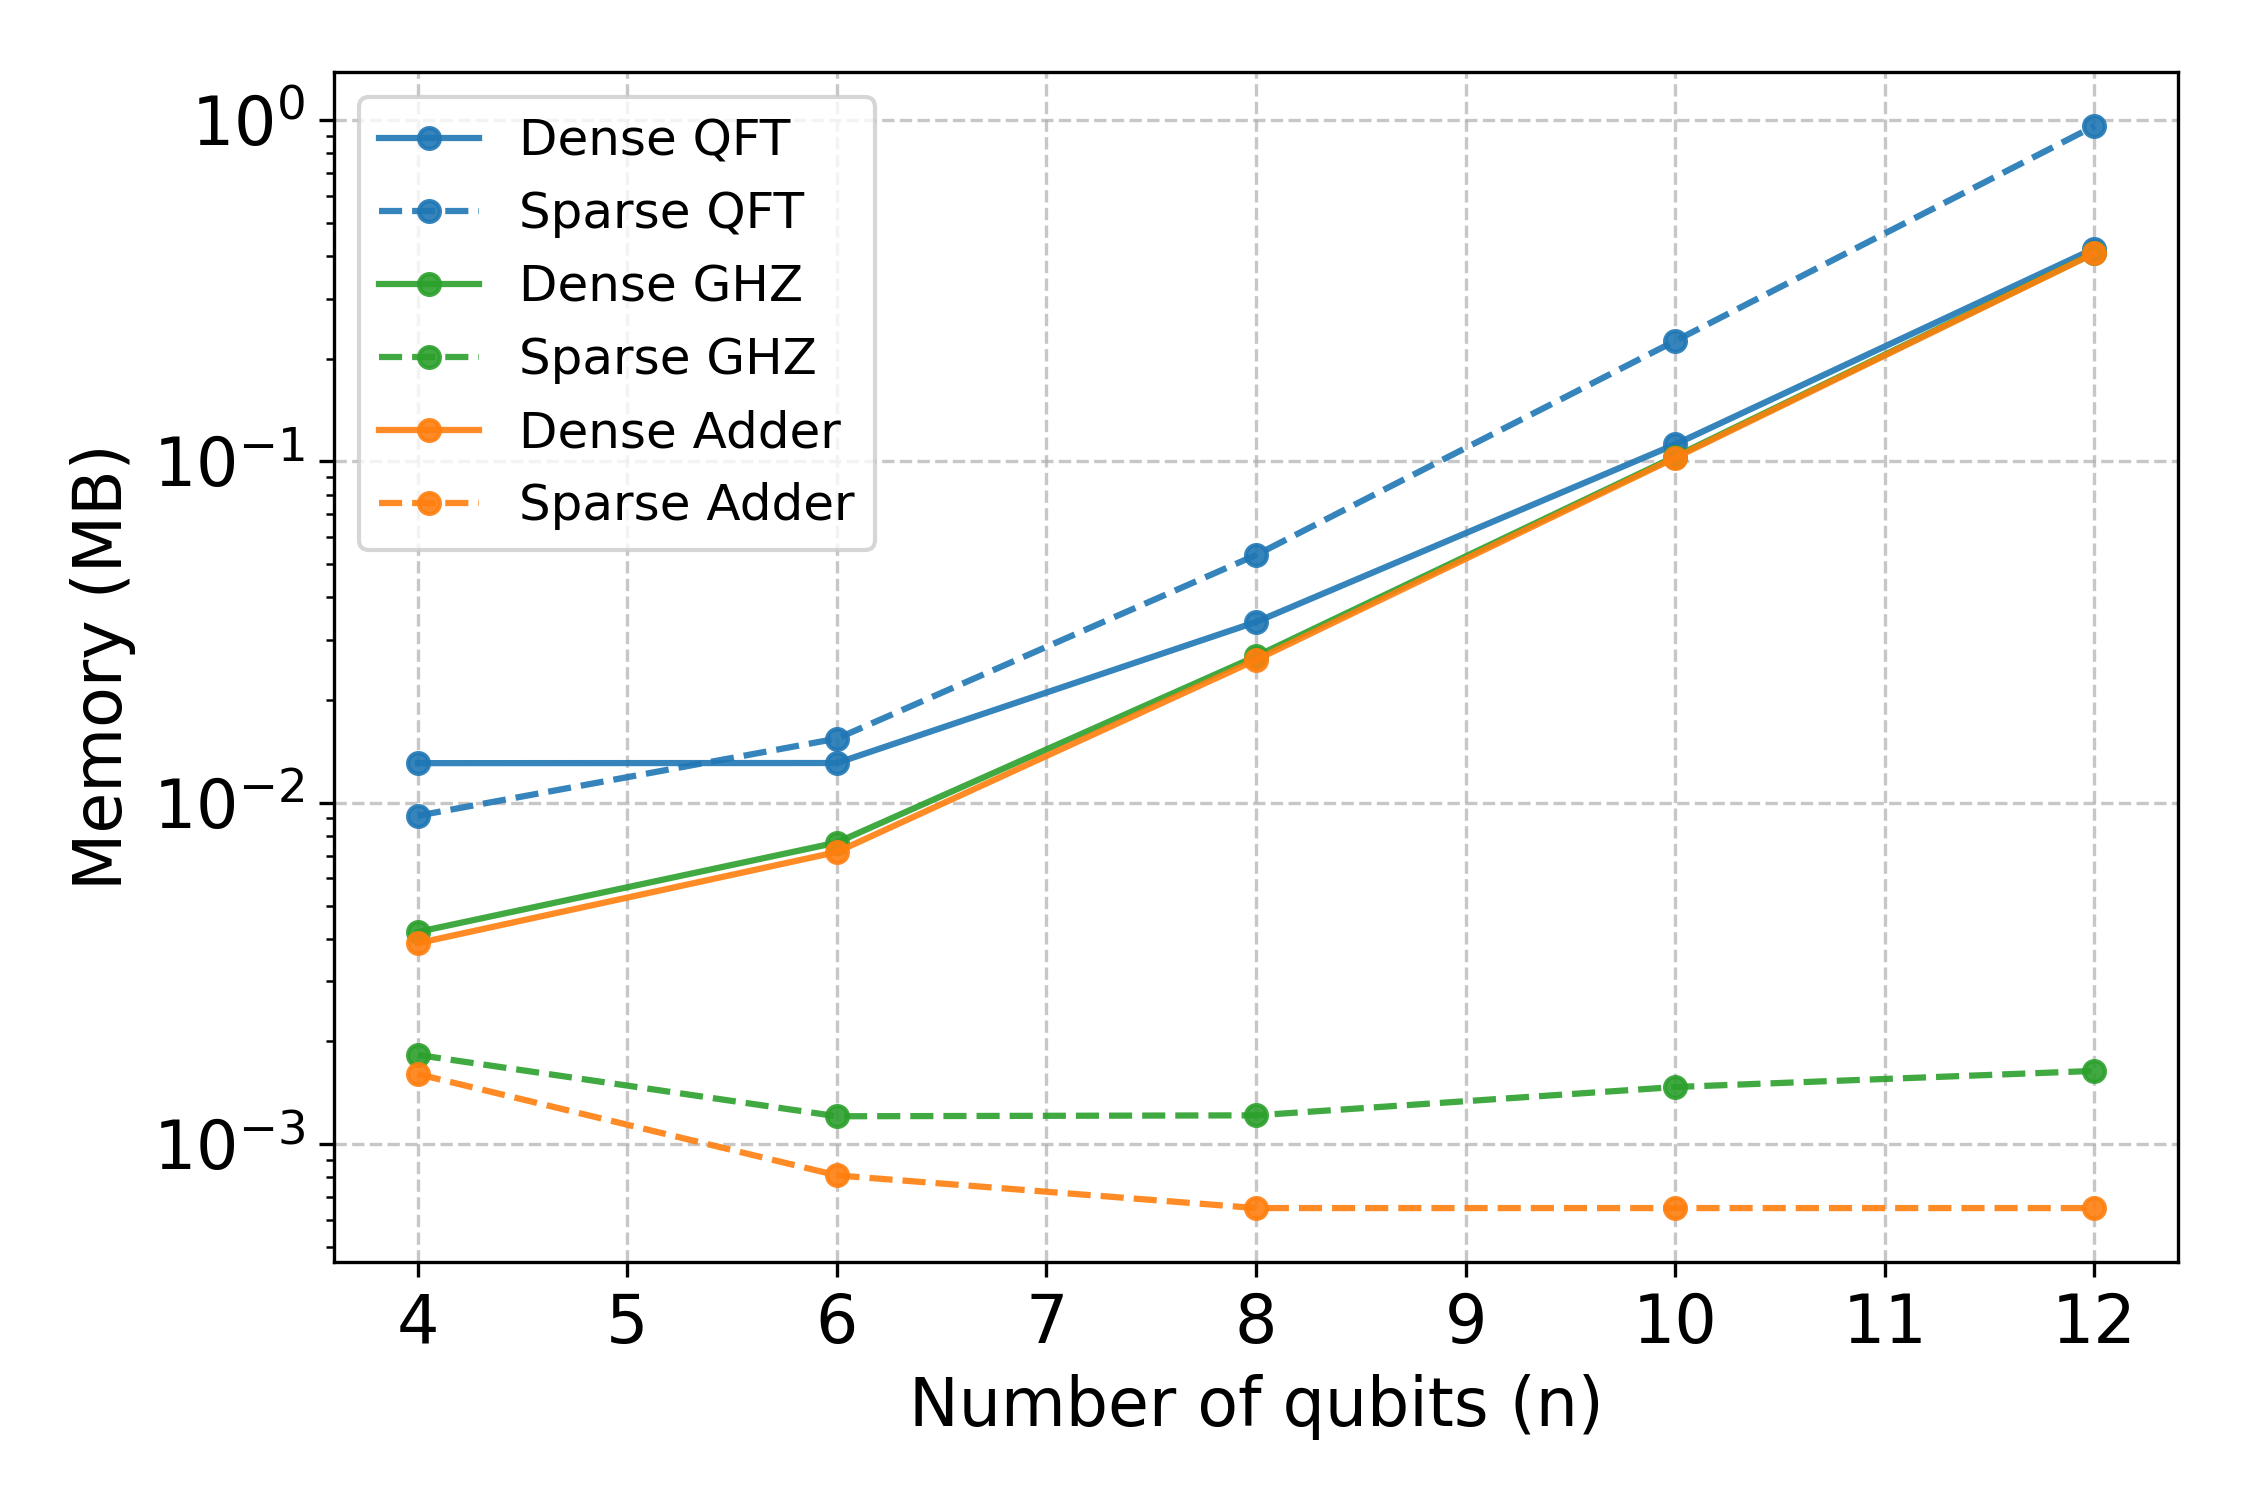 Dense QFT
Sparse QFT
Dense GHZ
Sparse GHZ
Dense Adder
Sparse Adder
Memory (MB)
10⁰
10⁻¹
10⁻²
10⁻³
4 5 6 7 8 9 10 11 12
Number of qubits (n)